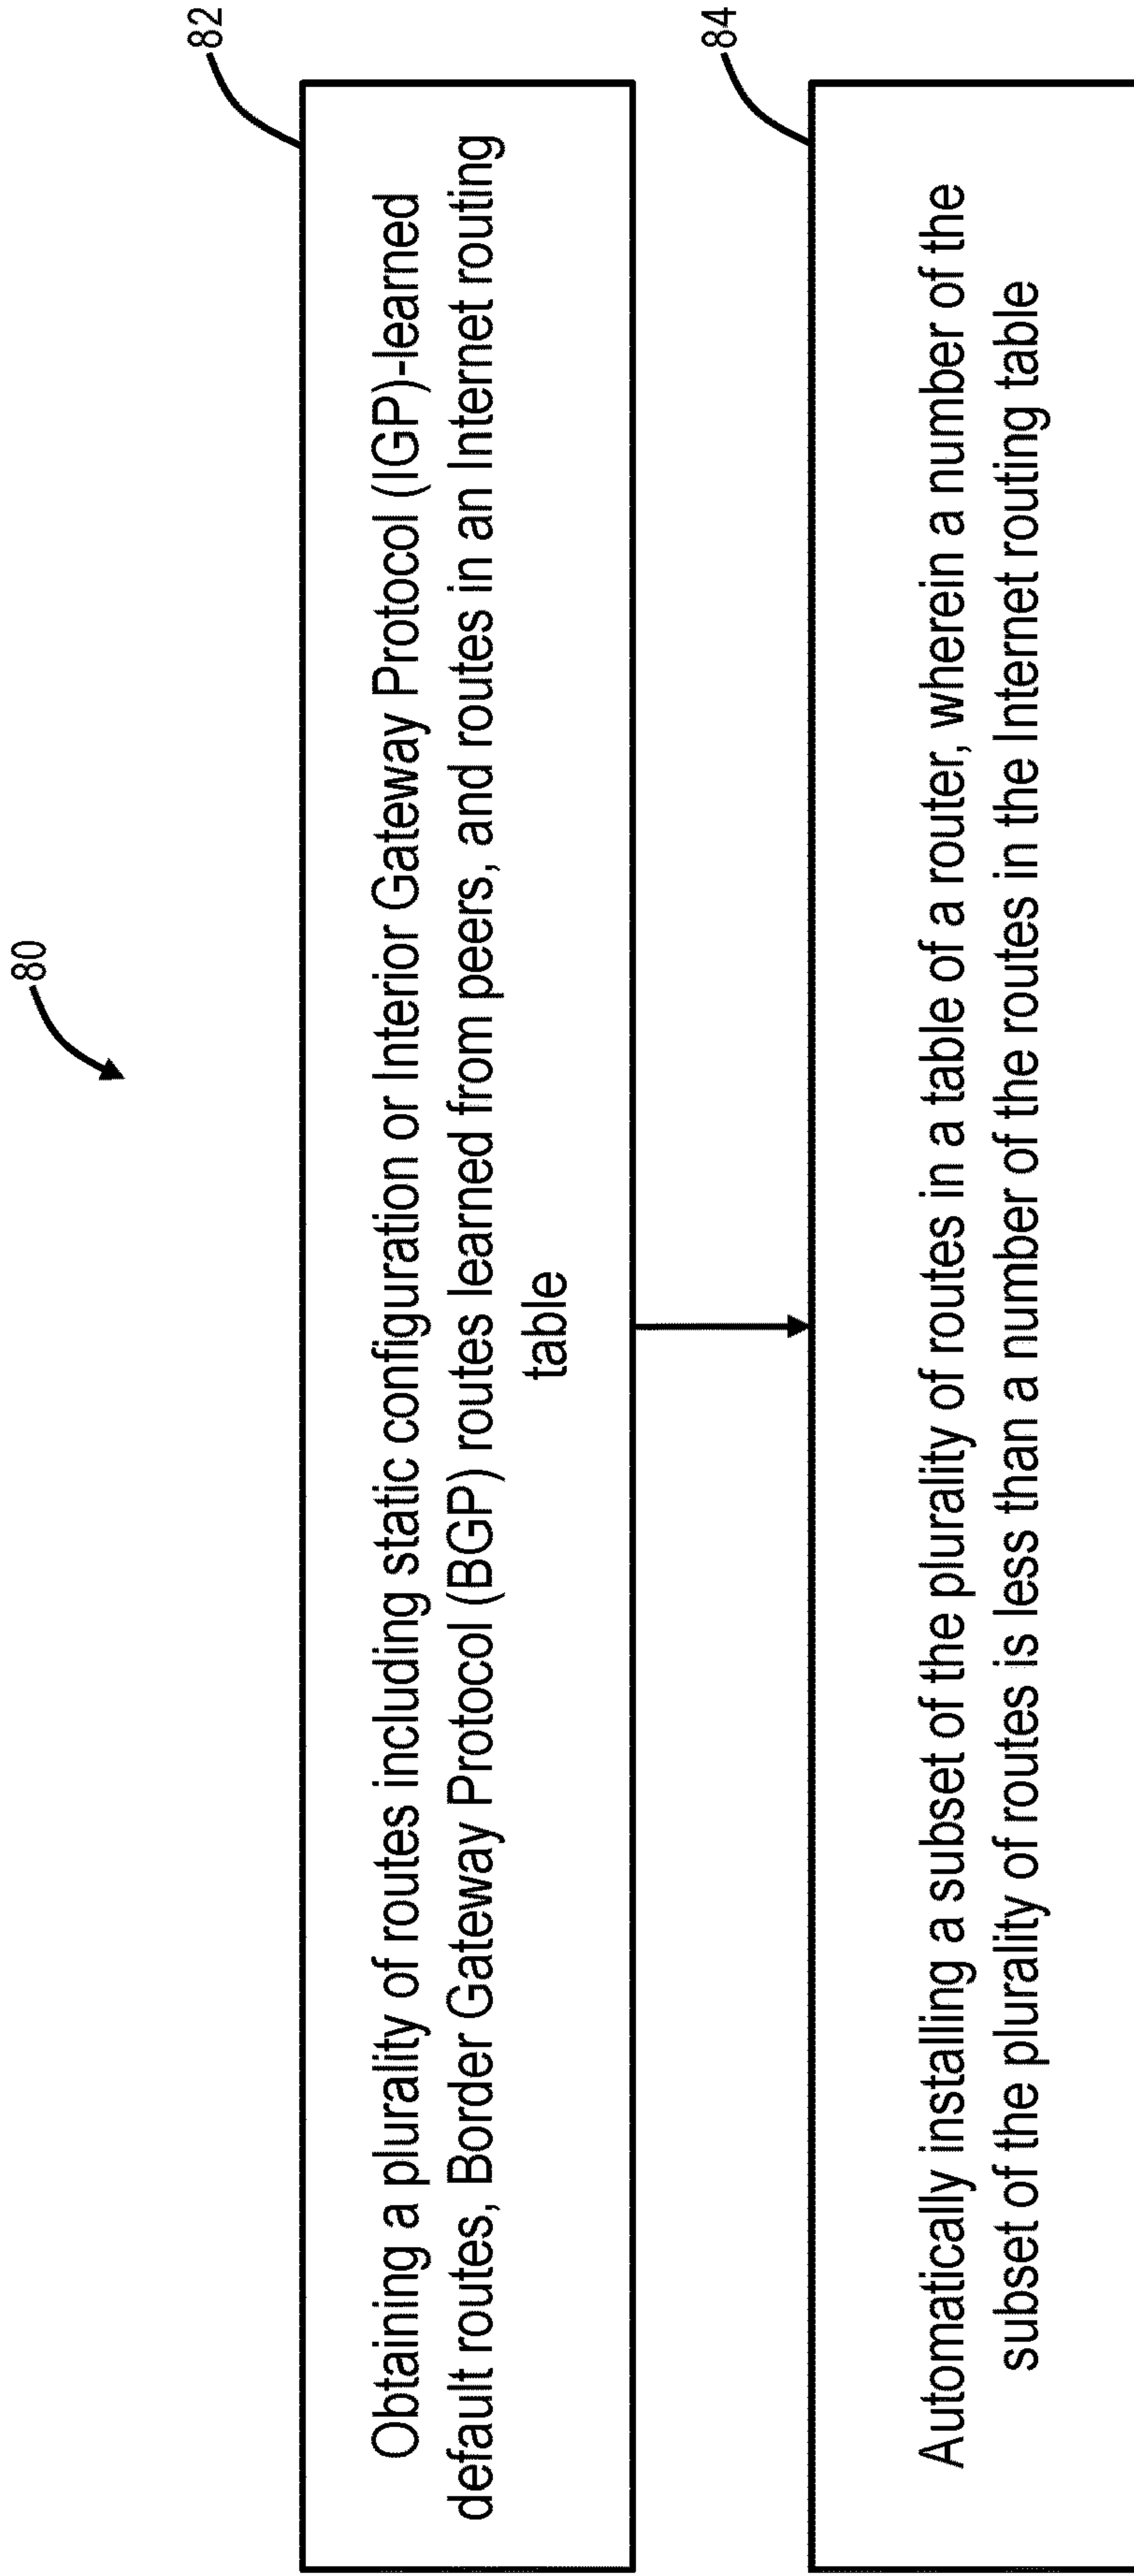 80
82
Obtaining a plurality of routes including static configuration or Interior Gateway Protocol (IGP)-learned
default routes, Border Gateway Protocol (BGP) routes learned from peers, and routes in an Internet routing
table
84
Automatically installing a subset of the plurality of routes in a table of a router, wherein a number of the
subset of the plurality of routes is less than a number of the routes in the Internet routing table